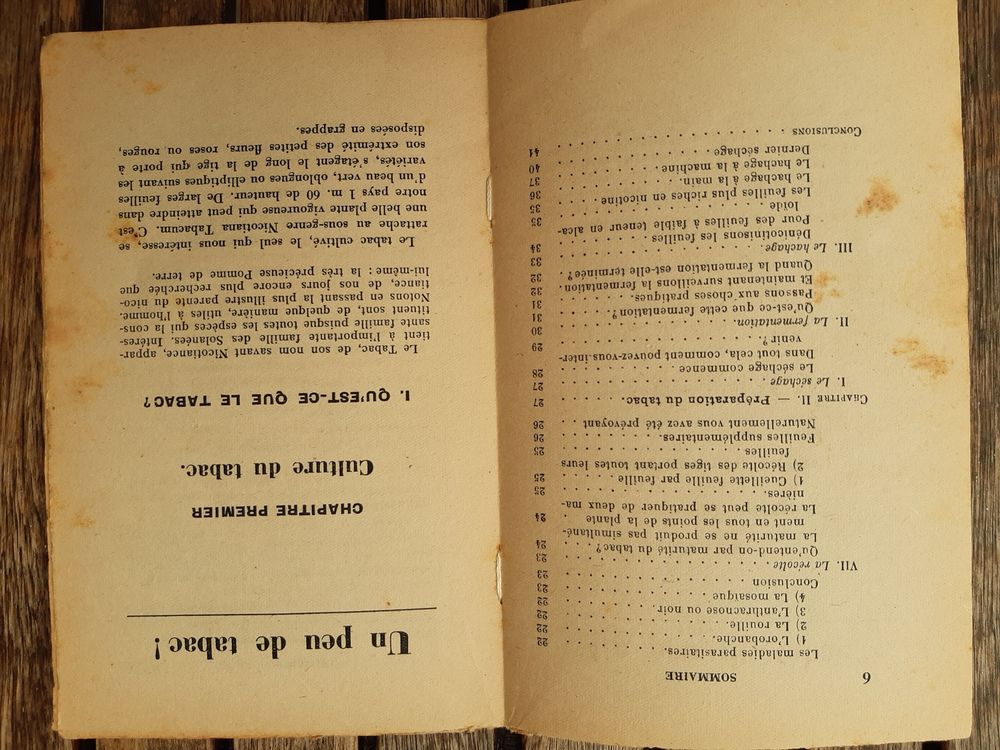 6 SOMMAIRE
Les maladies parasitaires. 22
1) L'orobanche. . . . . . . . . . . 22
2) La rouille. . . . . . . . . . . . 22
3) L'anthracnose ou noir. . . . . . . 22
4) La mosaïque . . . . . . . . . . . 23
Conclusion . . . . . . . . . . . . 23
VII. La récolte . . . . . . . . . . . . 23
Qu'entend-on par maturité du tabac? . . 24
La maturité ne se produit pas simultané-
ment en tous les points de la plante . 24
La récolte peut se pratiquer de deux ma-
nières. . . . . . . . . . . . . . 25
1) Cueillette feuille par feuille . . . . . 25
2) Récolte des tiges portant toutes leurs
feuilles . . . . . . . . . . . . 25
Feuilles supplémentaires. . . . . . . . 26
Naturellement vous avez été prévoyant . . 26
CHAPITRE II. — Préparation du tabac. . . . . . 27
I. Le séchage . . . . . . . . . . . . 27
Le séchage commence . . . . . . . . . 28
Dans tout cela, comment pouvez-vous inter-
venir ?. . . . . . . . . . . . . . 29
II. La fermentation. . . . . . . . . . . 30
Qu'est-ce que cette fermentation? . . . . 31
Passons aux choses pratiques. . . . . . 31
Et maintenant surveillons la fermentation. 32
Quand la fermentation est-elle terminée? . 32
III. Le hachage. . . . . . . . . . . . . 33
Dénicotinisons les feuilles . . . . . . . 34
Pour des feuilles à faible teneur en alca-
loïde . . . . . . . . . . . . . . 35
Les feuilles plus riches en nicotine. . . . 35
Le hachage à la main. . . . . . . . . 36
Le hachage à la machine . . . . . . . . 37
Dernier séchage . . . . . . . . . . . 40
CONCLUSIONS . . . . . . . . . . . . . . 41
Un peu de tabac!
CHAPITRE PREMIER
Culture du tabac.
I. QU'EST-CE QUE LE TABAC?
Le Tabac, de son nom savant Nicotiance, appar-
tient à l'importante famille des Solanées. Intéres-
sante famille puisque toutes les espèces qui la cons-
tituent sont, de quelque manière, utiles à l'homme.
Notons en passant la plus illustre parente du nico-
tiance, de nos jours encore plus recherchée que
lui-même : la très précieuse Pomme de terre.
Le tabac cultivé, le seul qui nous intéresse, se
rattache au sous-genre Nicotiana Tabacum. C'est
une belle plante vigoureuse qui peut atteindre dans
notre pays 1 m. 60 de hauteur. De larges feuilles
d'un beau vert, oblongues ou elliptiques suivant les
variétés, s'étagent le long de la tige qui porte à
son extrémité des petites fleurs, roses ou rouges,
disposées en grappes.